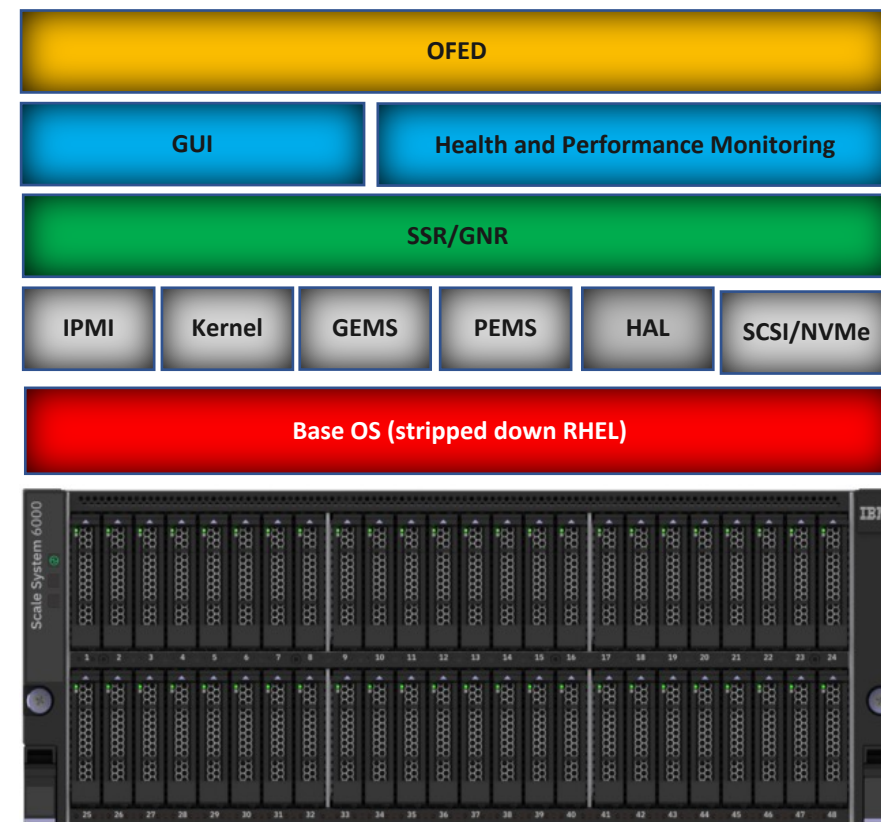 OFED
GUI
Health and Performance Monitoring
SSR/GNR
IPMI
Kernel
GEMS
PEMS
HAL
SCSI/NVMe
Base OS (stripped down RHEL)
Scale System 6000
IBM
1 2 3 4 5 6 7 8 9 10 11 12 13 14 15 16 17 18 19 20 21 22 23 24
25 26 27 28 29 30 31 32 33 34 35 36 37 38 39 40 41 42 43 44 45 46 47 48